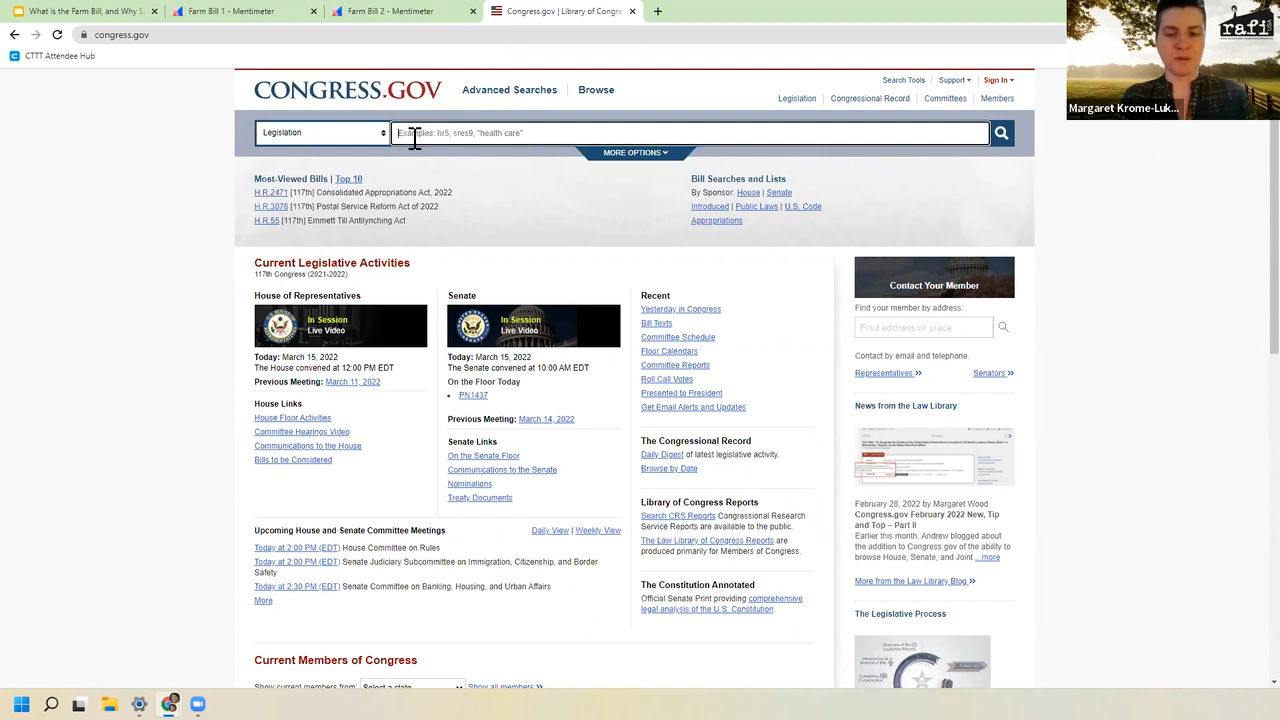 What is the Farm Bill, and Why S
Farm Bill 1 - Mentimeter
Farm Bill 2 - Mentimeter
Congress.gov | Library of Congre
congress.gov
CTTT Attendee Hub
rafi
Margaret Krome-Luk...
CONGRESS.GOV
Advanced Searches
Browse
Search Tools
Support
Sign In
Legislation
Congressional Record
Committees
Members
Legislation
Examples: hr5, sres9, "health care"
MORE OPTIONS
Most-Viewed Bills | Top 10
H.R.2471 [117th] Consolidated Appropriations Act, 2022
H.R.3076 [117th] Postal Service Reform Act of 2022
H.R.55 [117th] Emmett Till Antilynching Act
Bill Searches and Lists
By Sponsor: House | Senate
Introduced | Public Laws | U.S. Code
Appropriations
Current Legislative Activities
117th Congress (2021-2022)
House of Representatives
In Session
Live Video
Today: March 15, 2022
The House convened at 12:00 PM EDT
Previous Meeting: March 11, 2022
House Links
House Floor Activities
Committee Hearings Video
Communications to the House
Bills to be Considered
Senate
In Session
Live Video
Today: March 15, 2022
The Senate convened at 10:00 AM EDT
On the Floor Today
PN1437
Previous Meeting: March 14, 2022
Senate Links
On the Senate Floor
Communications to the Senate
Nominations
Treaty Documents
Upcoming House and Senate Committee Meetings
Daily View | Weekly View
Today at 2:00 PM (EDT) House Committee on Rules
Today at 2:00 PM (EDT) Senate Judiciary Subcommittee on Immigration, Citizenship, and Border
Safety
Today at 2:30 PM (EDT) Senate Committee on Banking, Housing, and Urban Affairs
More
Recent
Yesterday in Congress
Bill Texts
Committee Schedule
Floor Calendars
Committee Reports
Roll Call Votes
Presented to President
Get Email Alerts and Updates
The Congressional Record
Daily Digest of latest legislative activity.
Browse by Date
Library of Congress Reports
Search CRS Reports Congressional Research
Service Reports are available to the public.
The Law Library of Congress Reports are
produced primarily for Members of Congress.
The Constitution Annotated
Official Senate Print providing comprehensive
legal analysis of the U.S. Constitution.
Contact Your Member
Find your member by address:
Find address or place
Contact by email and telephone.
Representatives
Senators
News from the Law Library
February 28, 2022 by Margaret Wood
Congress.gov February 2022 New, Tip
and Top – Part II
Earlier this month, Andrew blogged about
the addition to Congress.gov of the ability to
browse House, Senate, and Joint ...more
More from the Law Library Blog
The Legislative Process
Current Members of Congress
Show current members from:
Select a state
Show all members